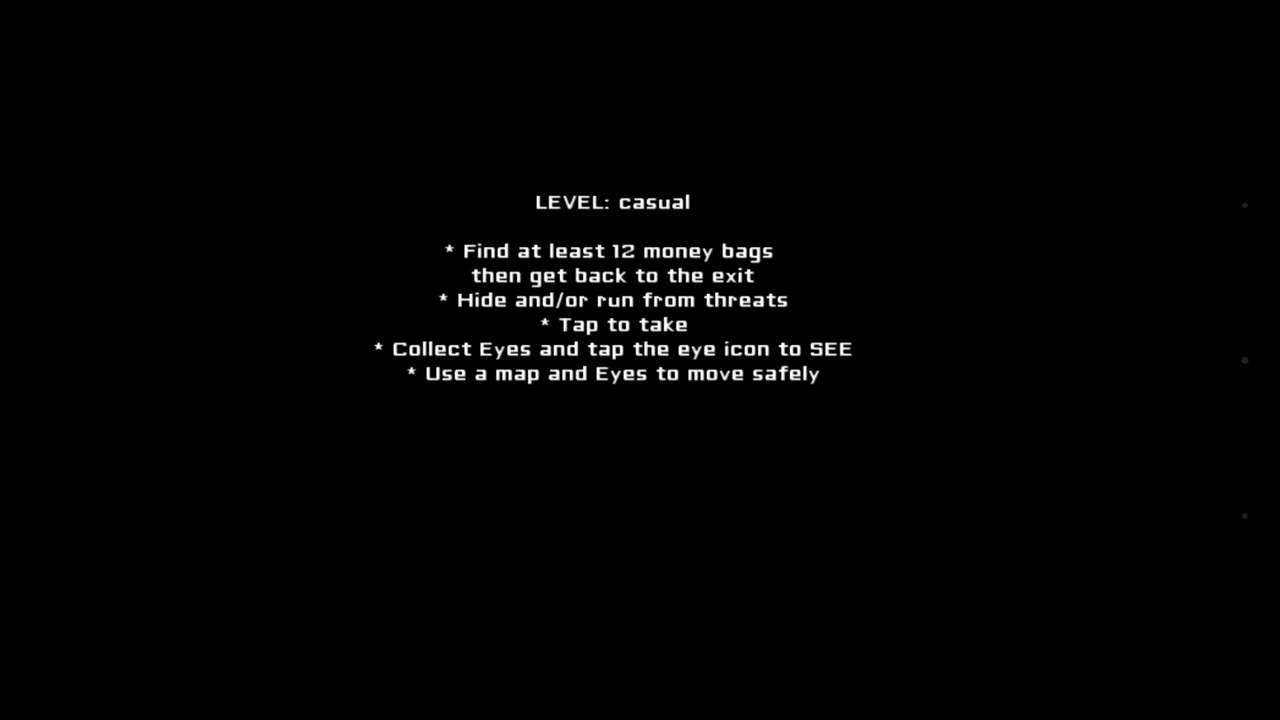 LEVEL: casual
* Find at least 12 money bags
then get back to the exit
* Hide and/or run from threats
* Tap to take
* Collect Eyes and tap the eye icon to SEE
* Use a map and Eyes to move safely